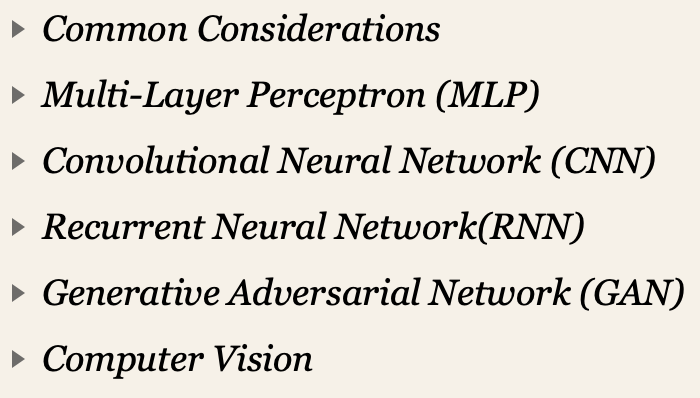 Common Considerations
Multi-Layer Perceptron (MLP)
Convolutional Neural Network (CNN)
Recurrent Neural Network(RNN)
Generative Adversarial Network (GAN)
Computer Vision